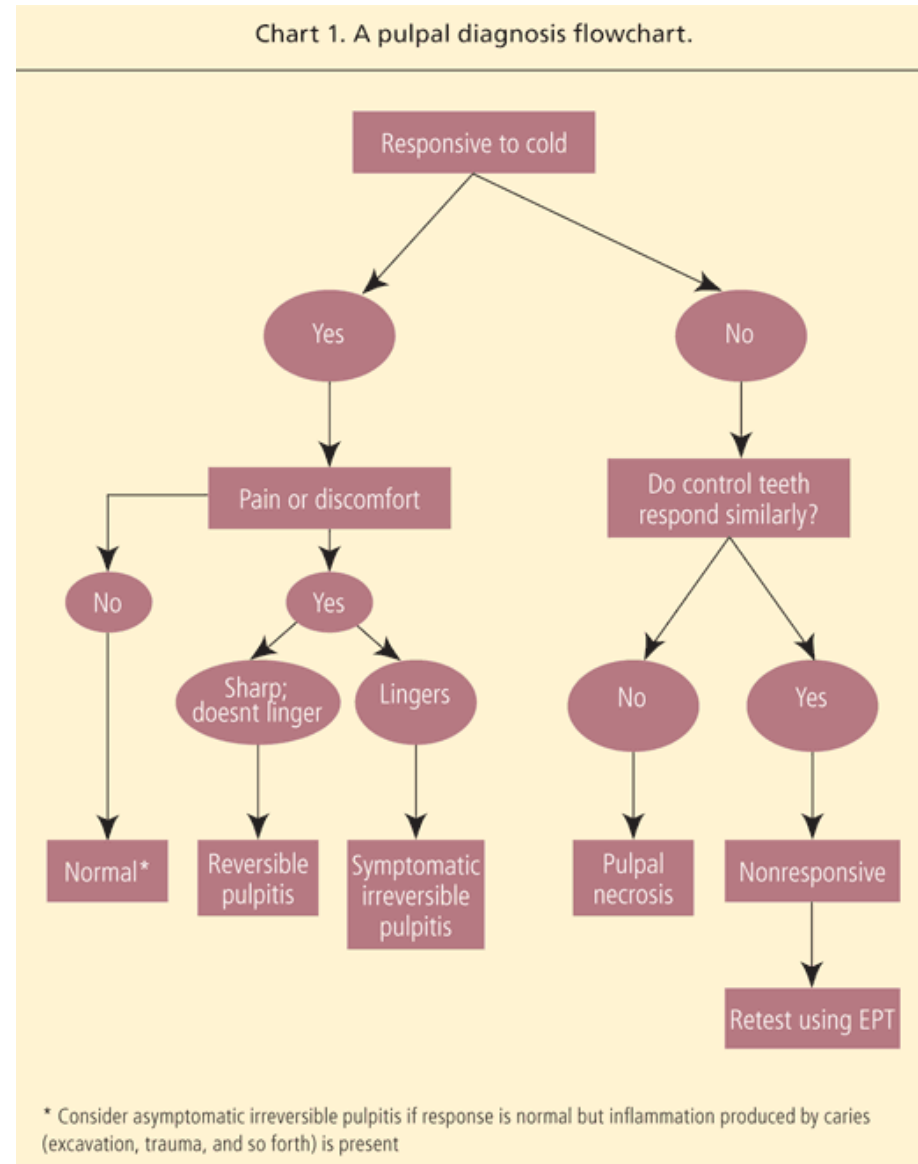 Chart 1. A pulpal diagnosis flowchart.
Responsive to cold
Yes
No
Pain or discomfort
Do control teeth
respond similarly?
No
Yes
Sharp;
doesnt linger
Lingers
No
Yes
Normal*
Reversible
pulpitis
Symptomatic
irreversible
pulpitis
Pulpal
necrosis
Nonresponsive
Retest using EPT
* Consider asymptomatic irreversible pulpitis if response is normal but inflammation produced by caries
(excavation, trauma, and so forth) is present